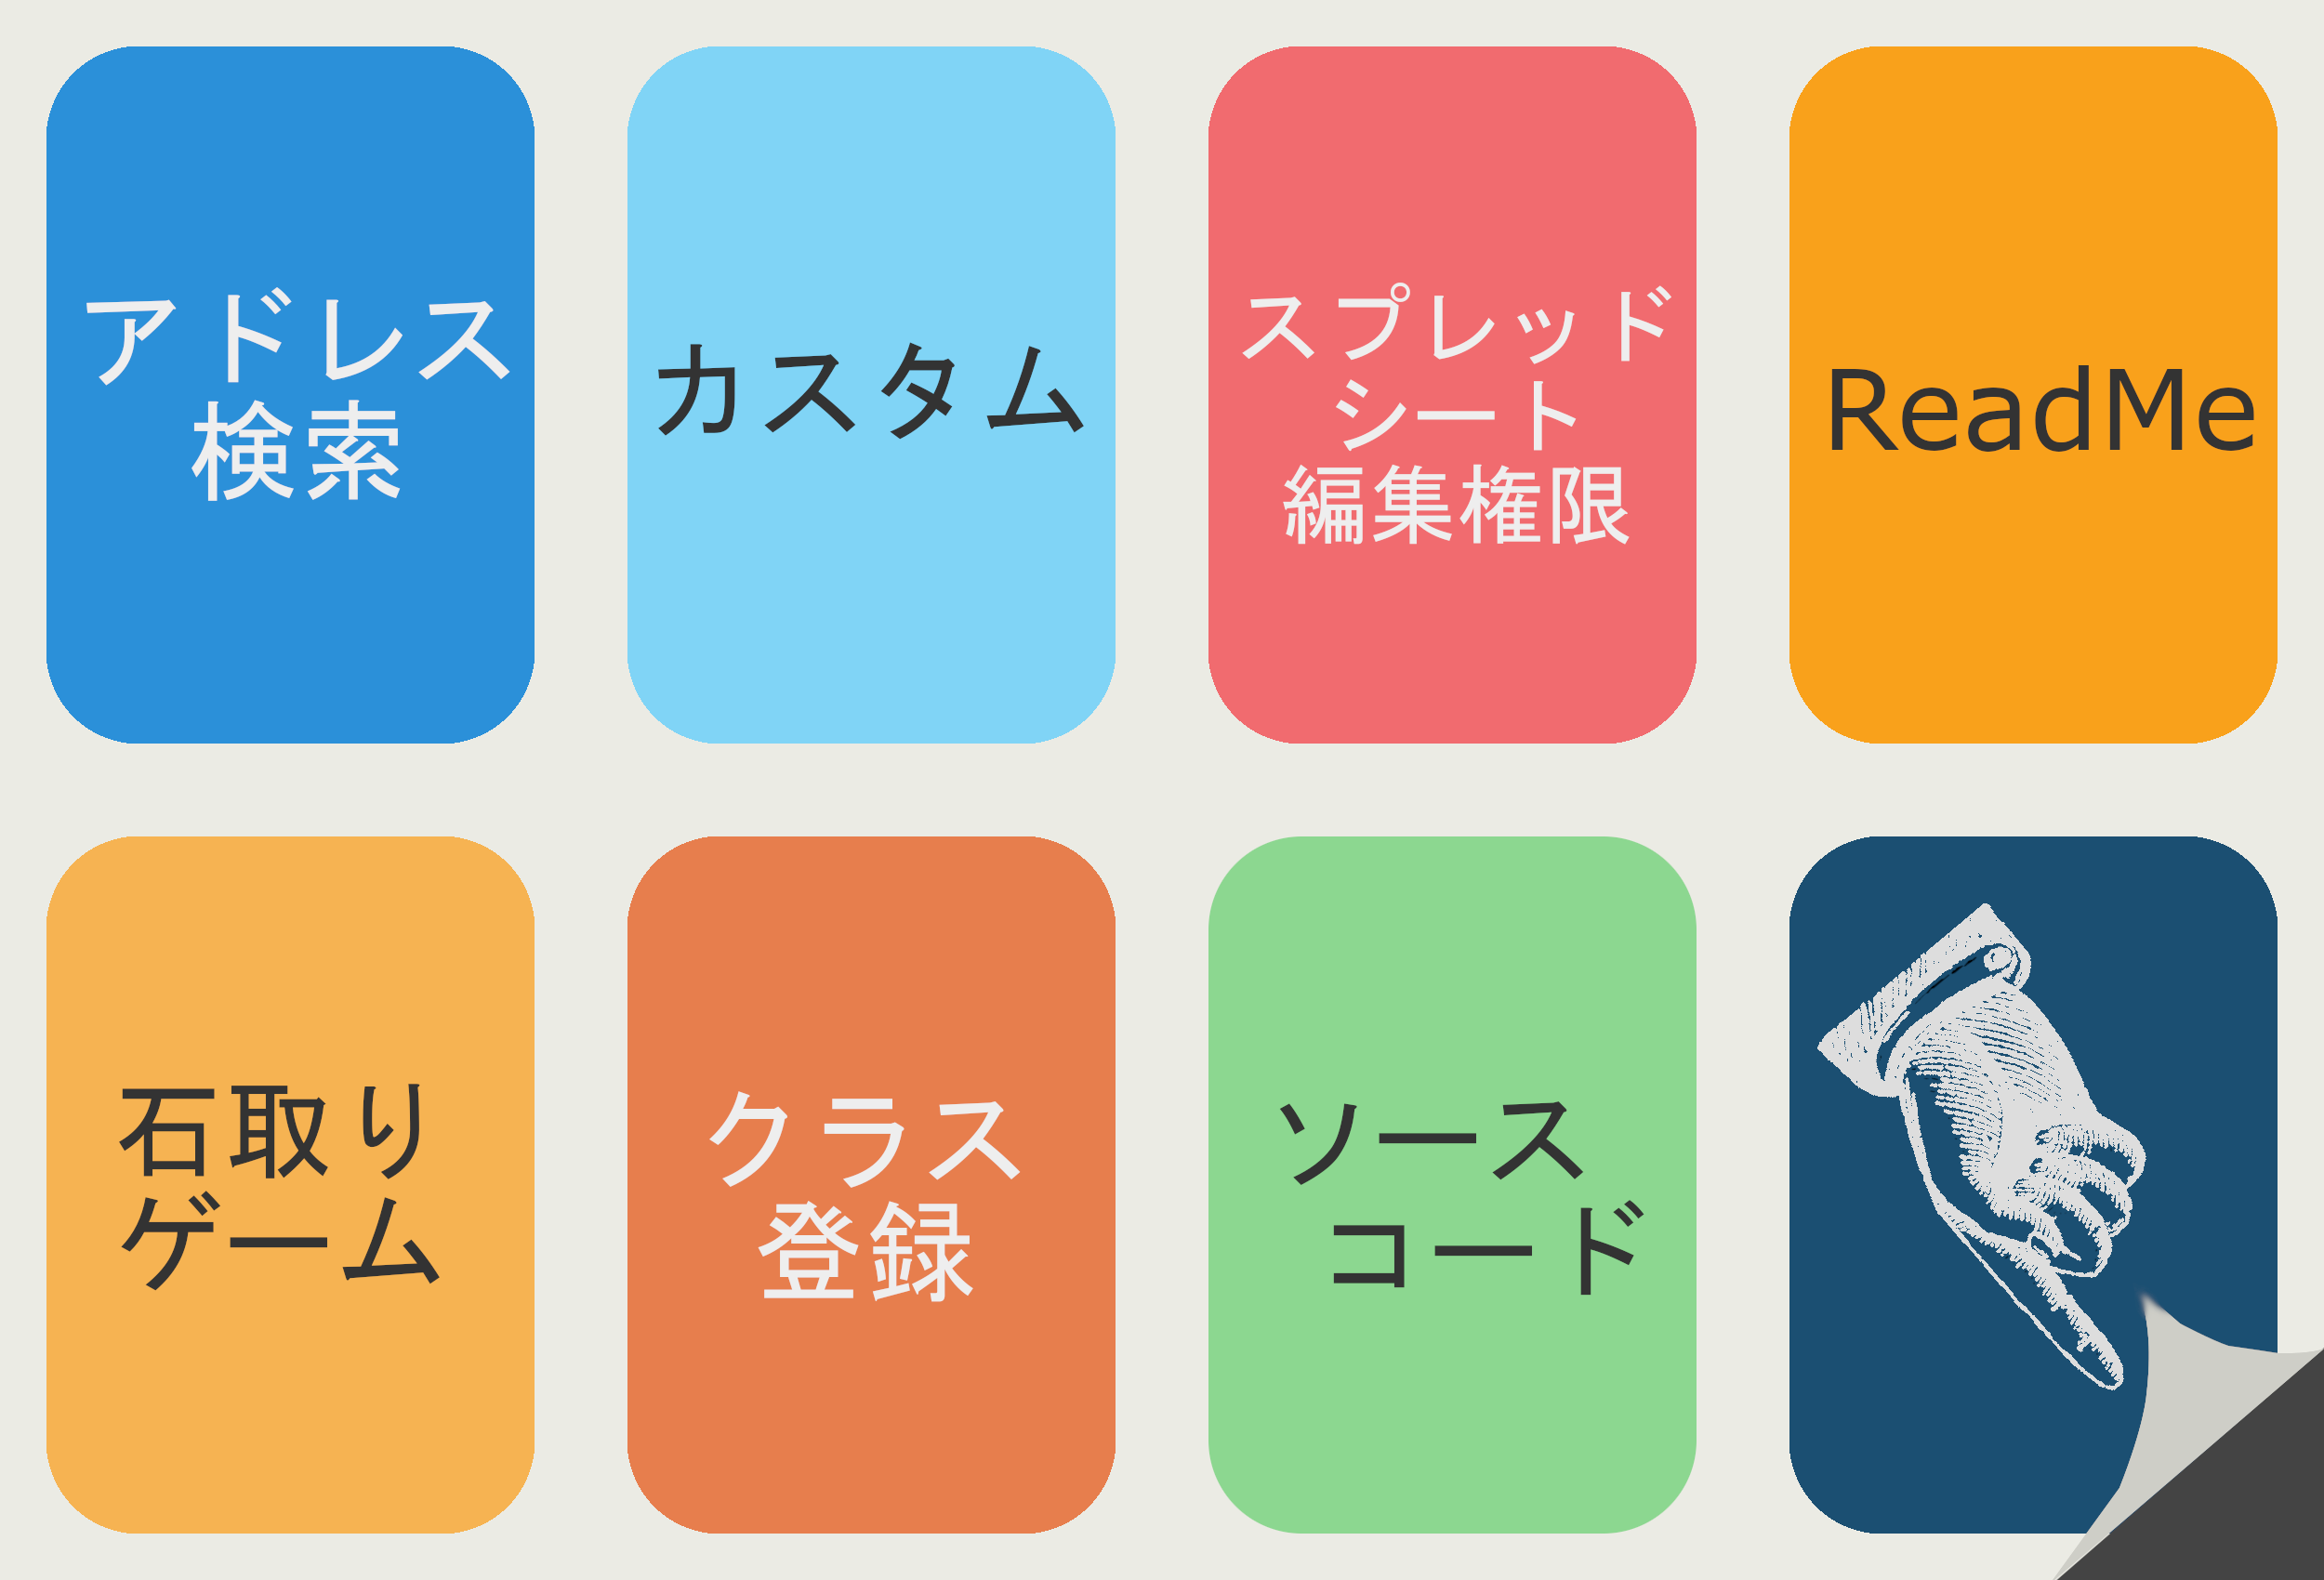 アドレス
検索
カスタム
スプレッド
シート
編集権限
ReadMe
石取り
ゲーム
クラス
登録
ソース
コード